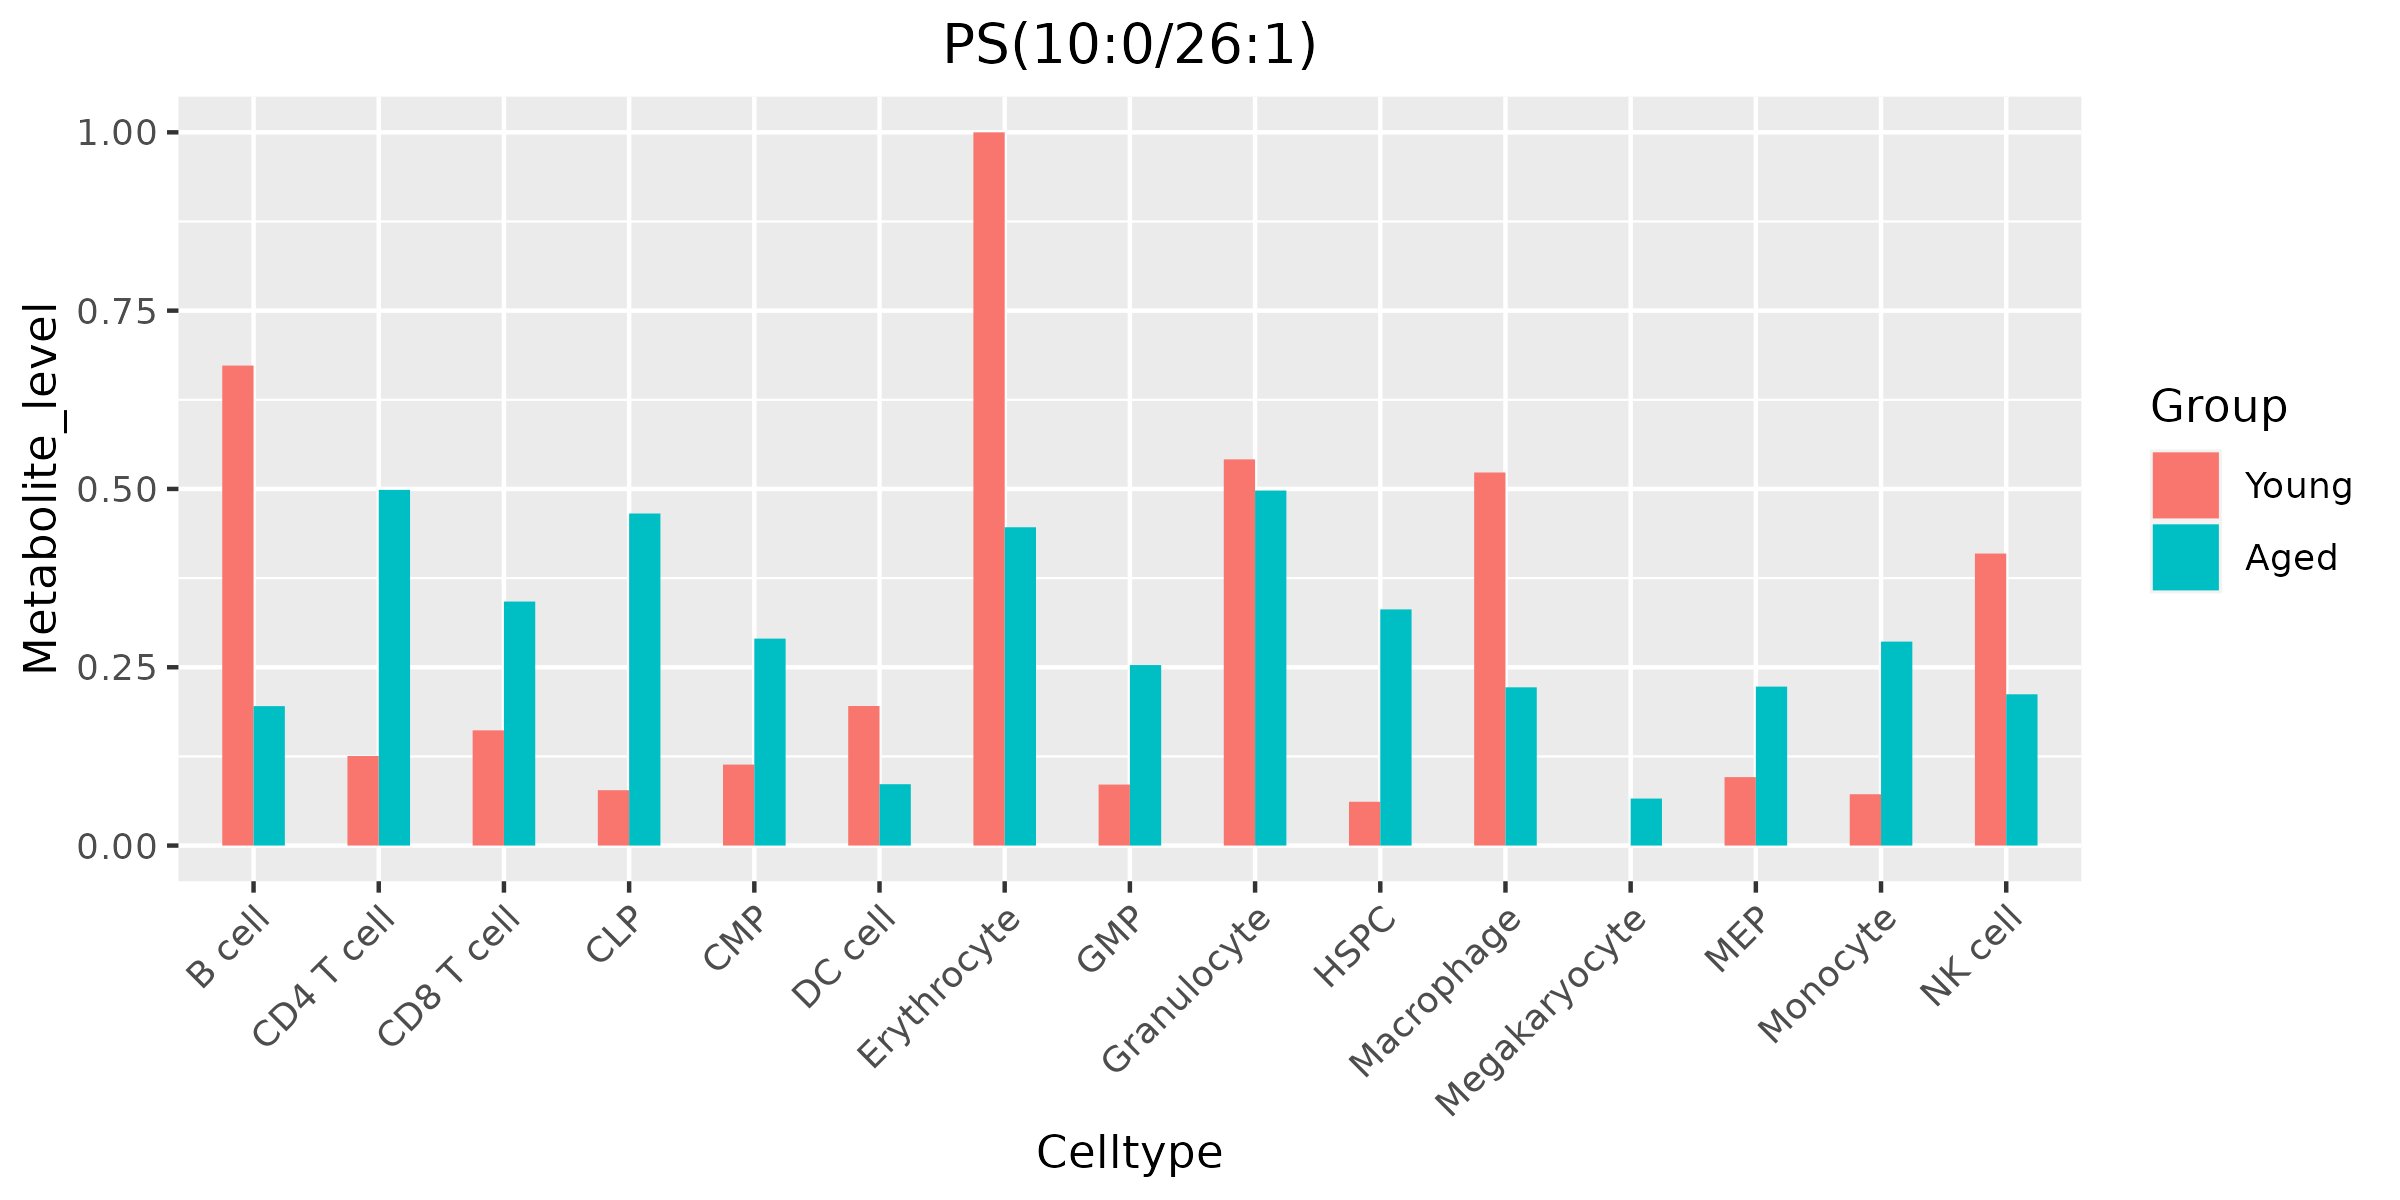 PS(10:0/26:1)
Metabolite_level
1.00
0.75
0.50
0.25
0.00
B cell
CD4 T cell
CD8 T cell
CLP
CMP
DC cell
Erythrocyte
GMP
Granulocyte
HSPC
Macrophage
Megakaryocyte
MEP
Monocyte
NK cell
Celltype
Group
Young
Aged